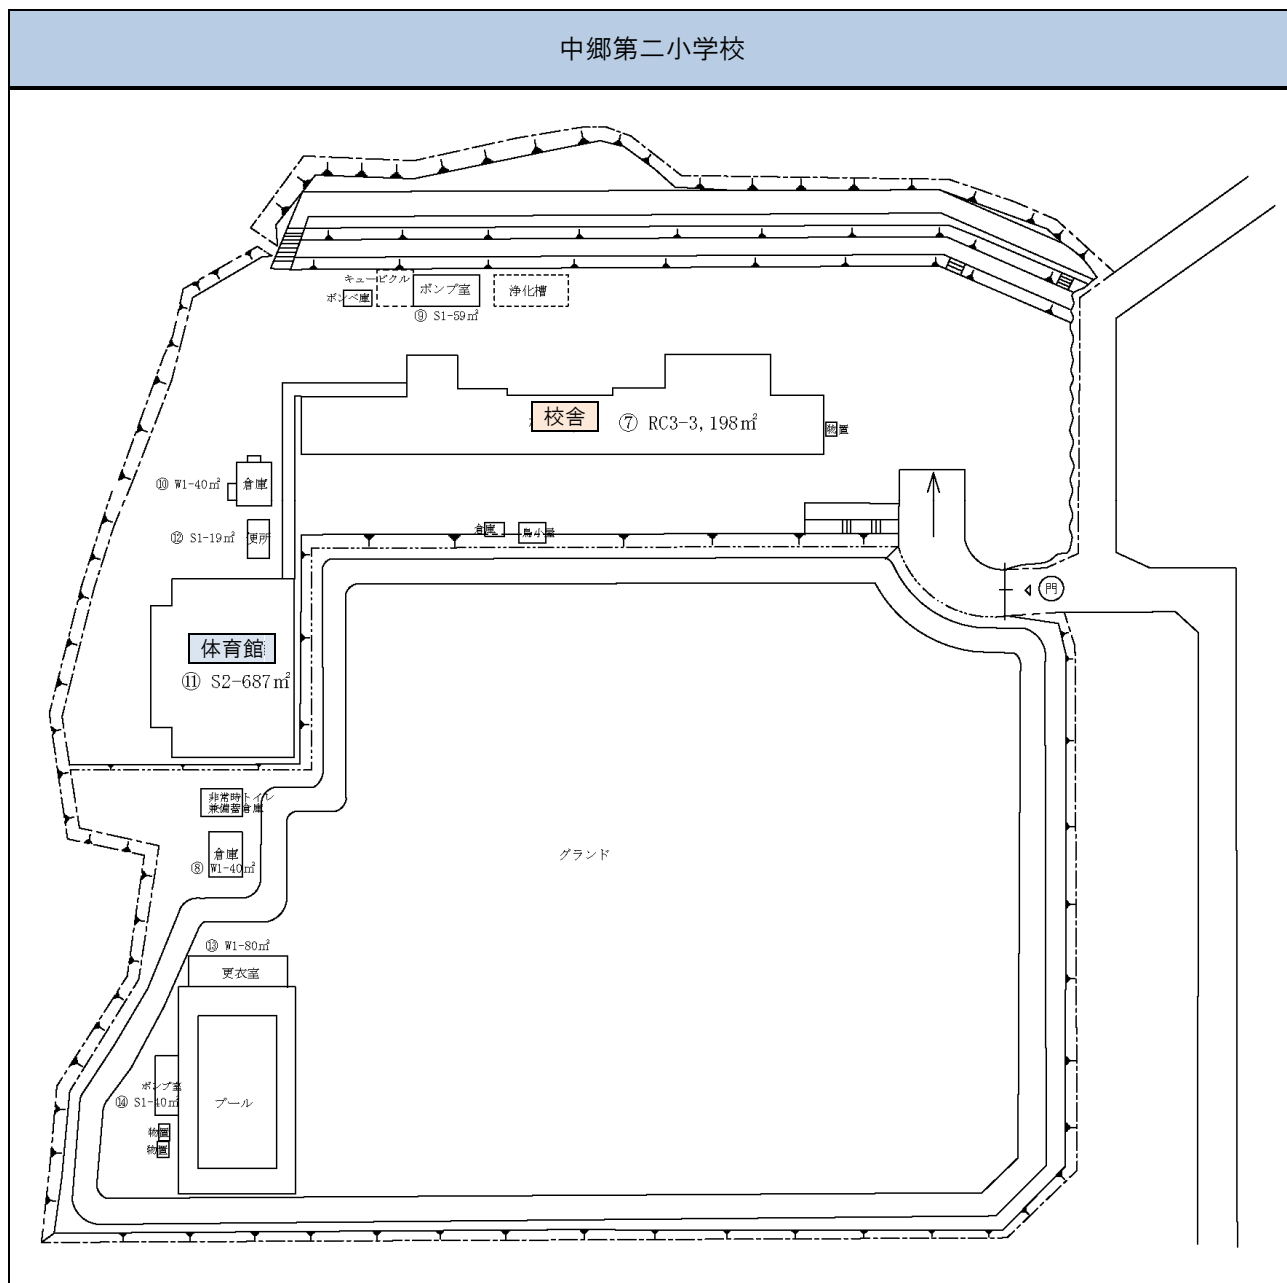 中郷第二小学校
キュービクル
ボンベ庫
ポンプ室
浄化槽
⑨ S1-59㎡
校舎
⑦ RC3-3,198㎡
物置
⑩ W1-40㎡
倉庫
⑫ S1-19㎡
便所
倉庫
鳥小屋
門
体育館
⑪ S2-687㎡
非常時トイレ
兼備蓄倉庫
倉庫
⑧ W1-40㎡
グランド
⑬ W1-80㎡
更衣室
ポンプ室
⑭ S1-40㎡
プール
物置
物置